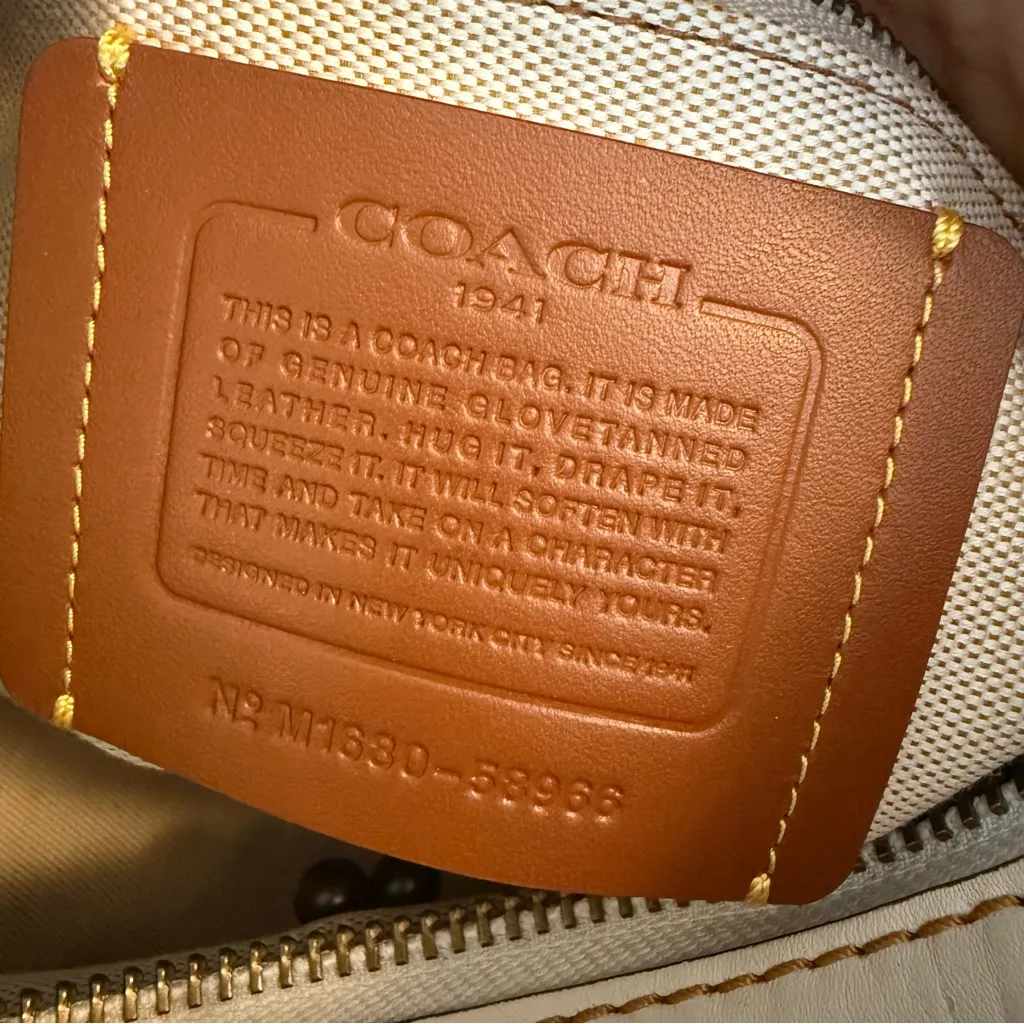 COACH
1941
THIS IS A COACH BAG. IT IS MADE
OF GENUINE GLOVETANNED
LEATHER. HUG IT, DRAPE IT,
SQUEEZE IT. IT WILL SOFTEN WITH
TIME AND TAKE ON A CHARACTER
THAT MAKES IT UNIQUELY YOURS.
DESIGNED IN NEW YORK CITY. SINCE 1941
Nº M1680-58966